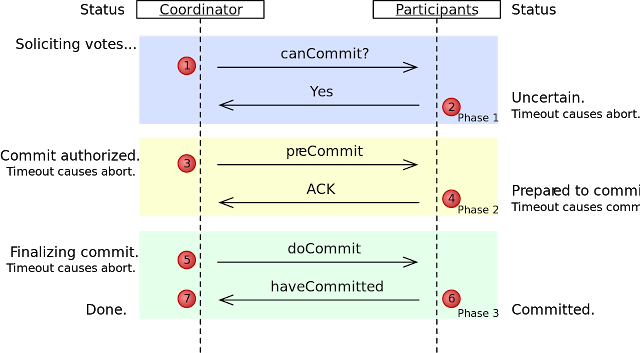 Status
Coordinator
Participants
Status
Soliciting votes...
canCommit?
1
Yes
2
Uncertain.
Phase 1
Timeout causes abort.
Commit authorized.
preCommit
3
Timeout causes abort.
ACK
4
Prepared to commi
Phase 2
Timeout causes comm
Finalizing commit.
doCommit
5
Timeout causes abort.
haveCommitted
7
6
Done.
Phase 3
Committed.